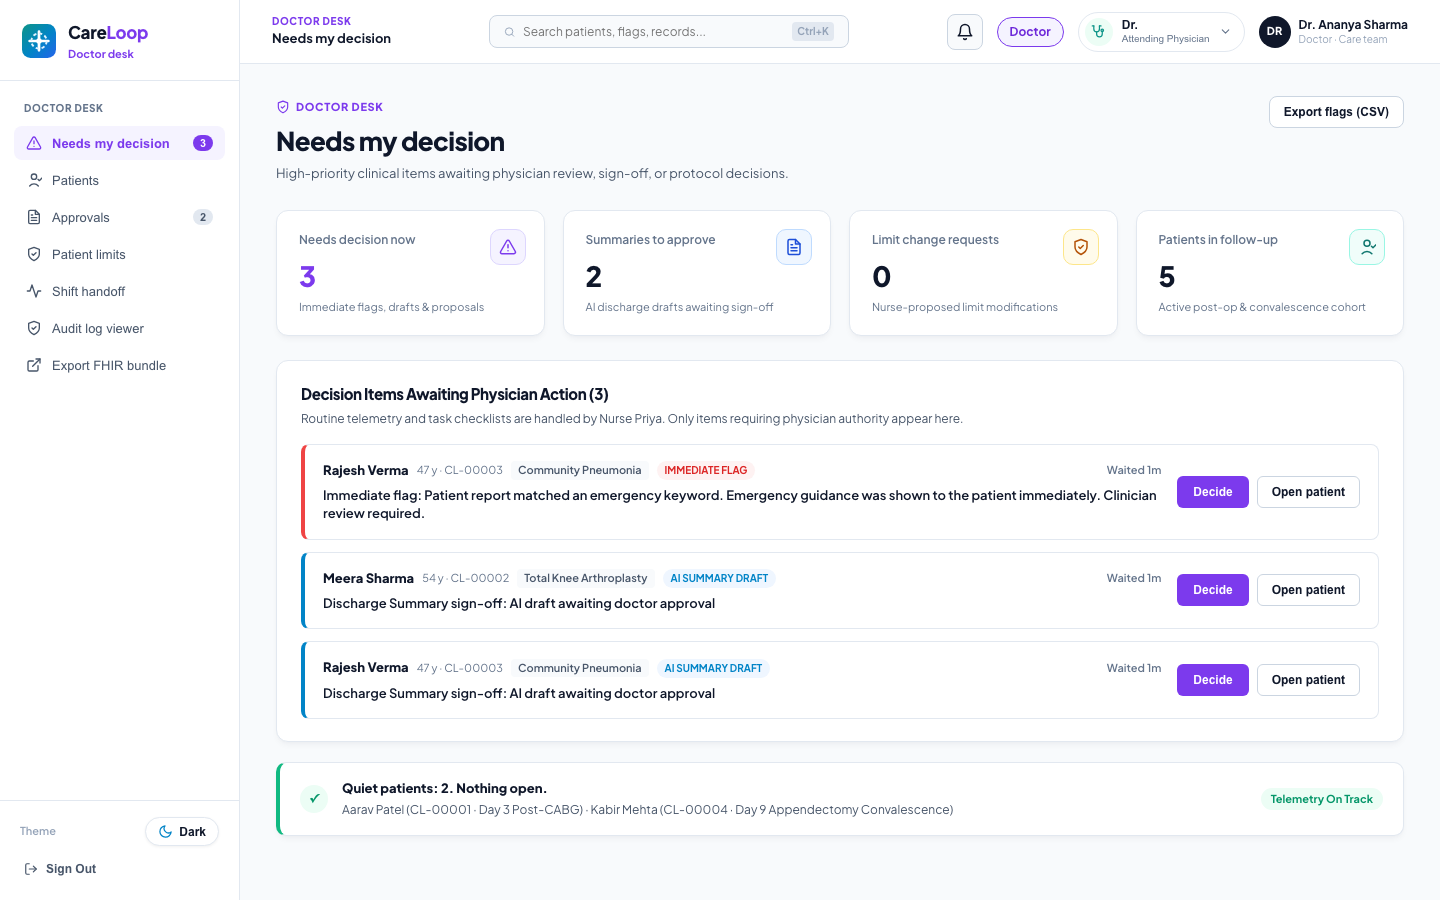 CareLoop
Doctor desk
DOCTOR DESK
Needs my decision
Search patients, flags, records...
Ctrl+K
Doctor
Dr.
Attending Physician
DR
Dr. Ananya Sharma
Doctor · Care team
DOCTOR DESK
Needs my decision 3
Patients
Approvals 2
Patient limits
Shift handoff
Audit log viewer
Export FHIR bundle
Theme
Dark
Sign Out
DOCTOR DESK
Needs my decision
High-priority clinical items awaiting physician review, sign-off, or protocol decisions.
Export flags (CSV)
Needs decision now
3
Immediate flags, drafts & proposals
Summaries to approve
2
AI discharge drafts awaiting sign-off
Limit change requests
0
Nurse-proposed limit modifications
Patients in follow-up
5
Active post-op & convalescence cohort
Decision Items Awaiting Physician Action (3)
Routine telemetry and task checklists are handled by Nurse Priya. Only items requiring physician authority appear here.
Rajesh Verma 47 y · CL-00003 Community Pneumonia IMMEDIATE FLAG Waited 1m
Immediate flag: Patient report matched an emergency keyword. Emergency guidance was shown to the patient immediately. Clinician
review required.
Decide Open patient
Meera Sharma 54 y · CL-00002 Total Knee Arthroplasty AI SUMMARY DRAFT Waited 1m
Discharge Summary sign-off: AI draft awaiting doctor approval
Decide Open patient
Rajesh Verma 47 y · CL-00003 Community Pneumonia AI SUMMARY DRAFT Waited 1m
Discharge Summary sign-off: AI draft awaiting doctor approval
Decide Open patient
Quiet patients: 2. Nothing open.
Aarav Patel (CL-00001 · Day 3 Post-CABG) · Kabir Mehta (CL-00004 · Day 9 Appendectomy Convalescence)
Telemetry On Track